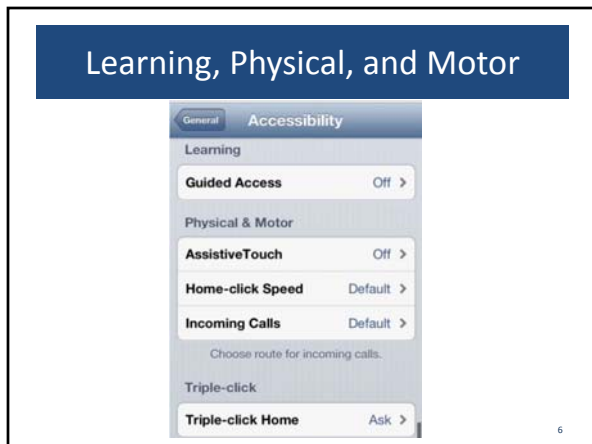 Learning, Physical, and Motor
General Accessibility
Learning
Guided Access Off
Physical & Motor
AssistiveTouch Off
Home-click Speed Default
Incoming Calls Default
Choose route for incoming calls.
Triple-click
Triple-click Home Ask
6